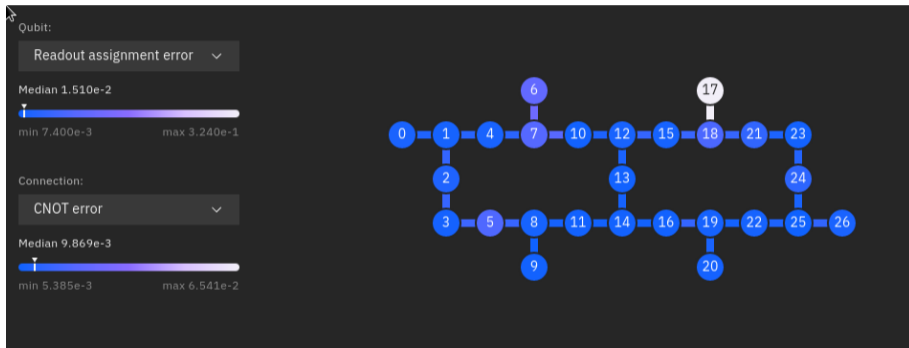 Qubit:
Readout assignment error
Median 1.510e-2
min 7.400e-3 max 3.240e-1
Connection:
CNOT error
Median 9.869e-3
min 5.385e-3 max 6.541e-2
6 17
0 1 4 7 10 12 15 18 21 23
2 13 24
3 5 8 11 14 16 19 22 25 26
9 20